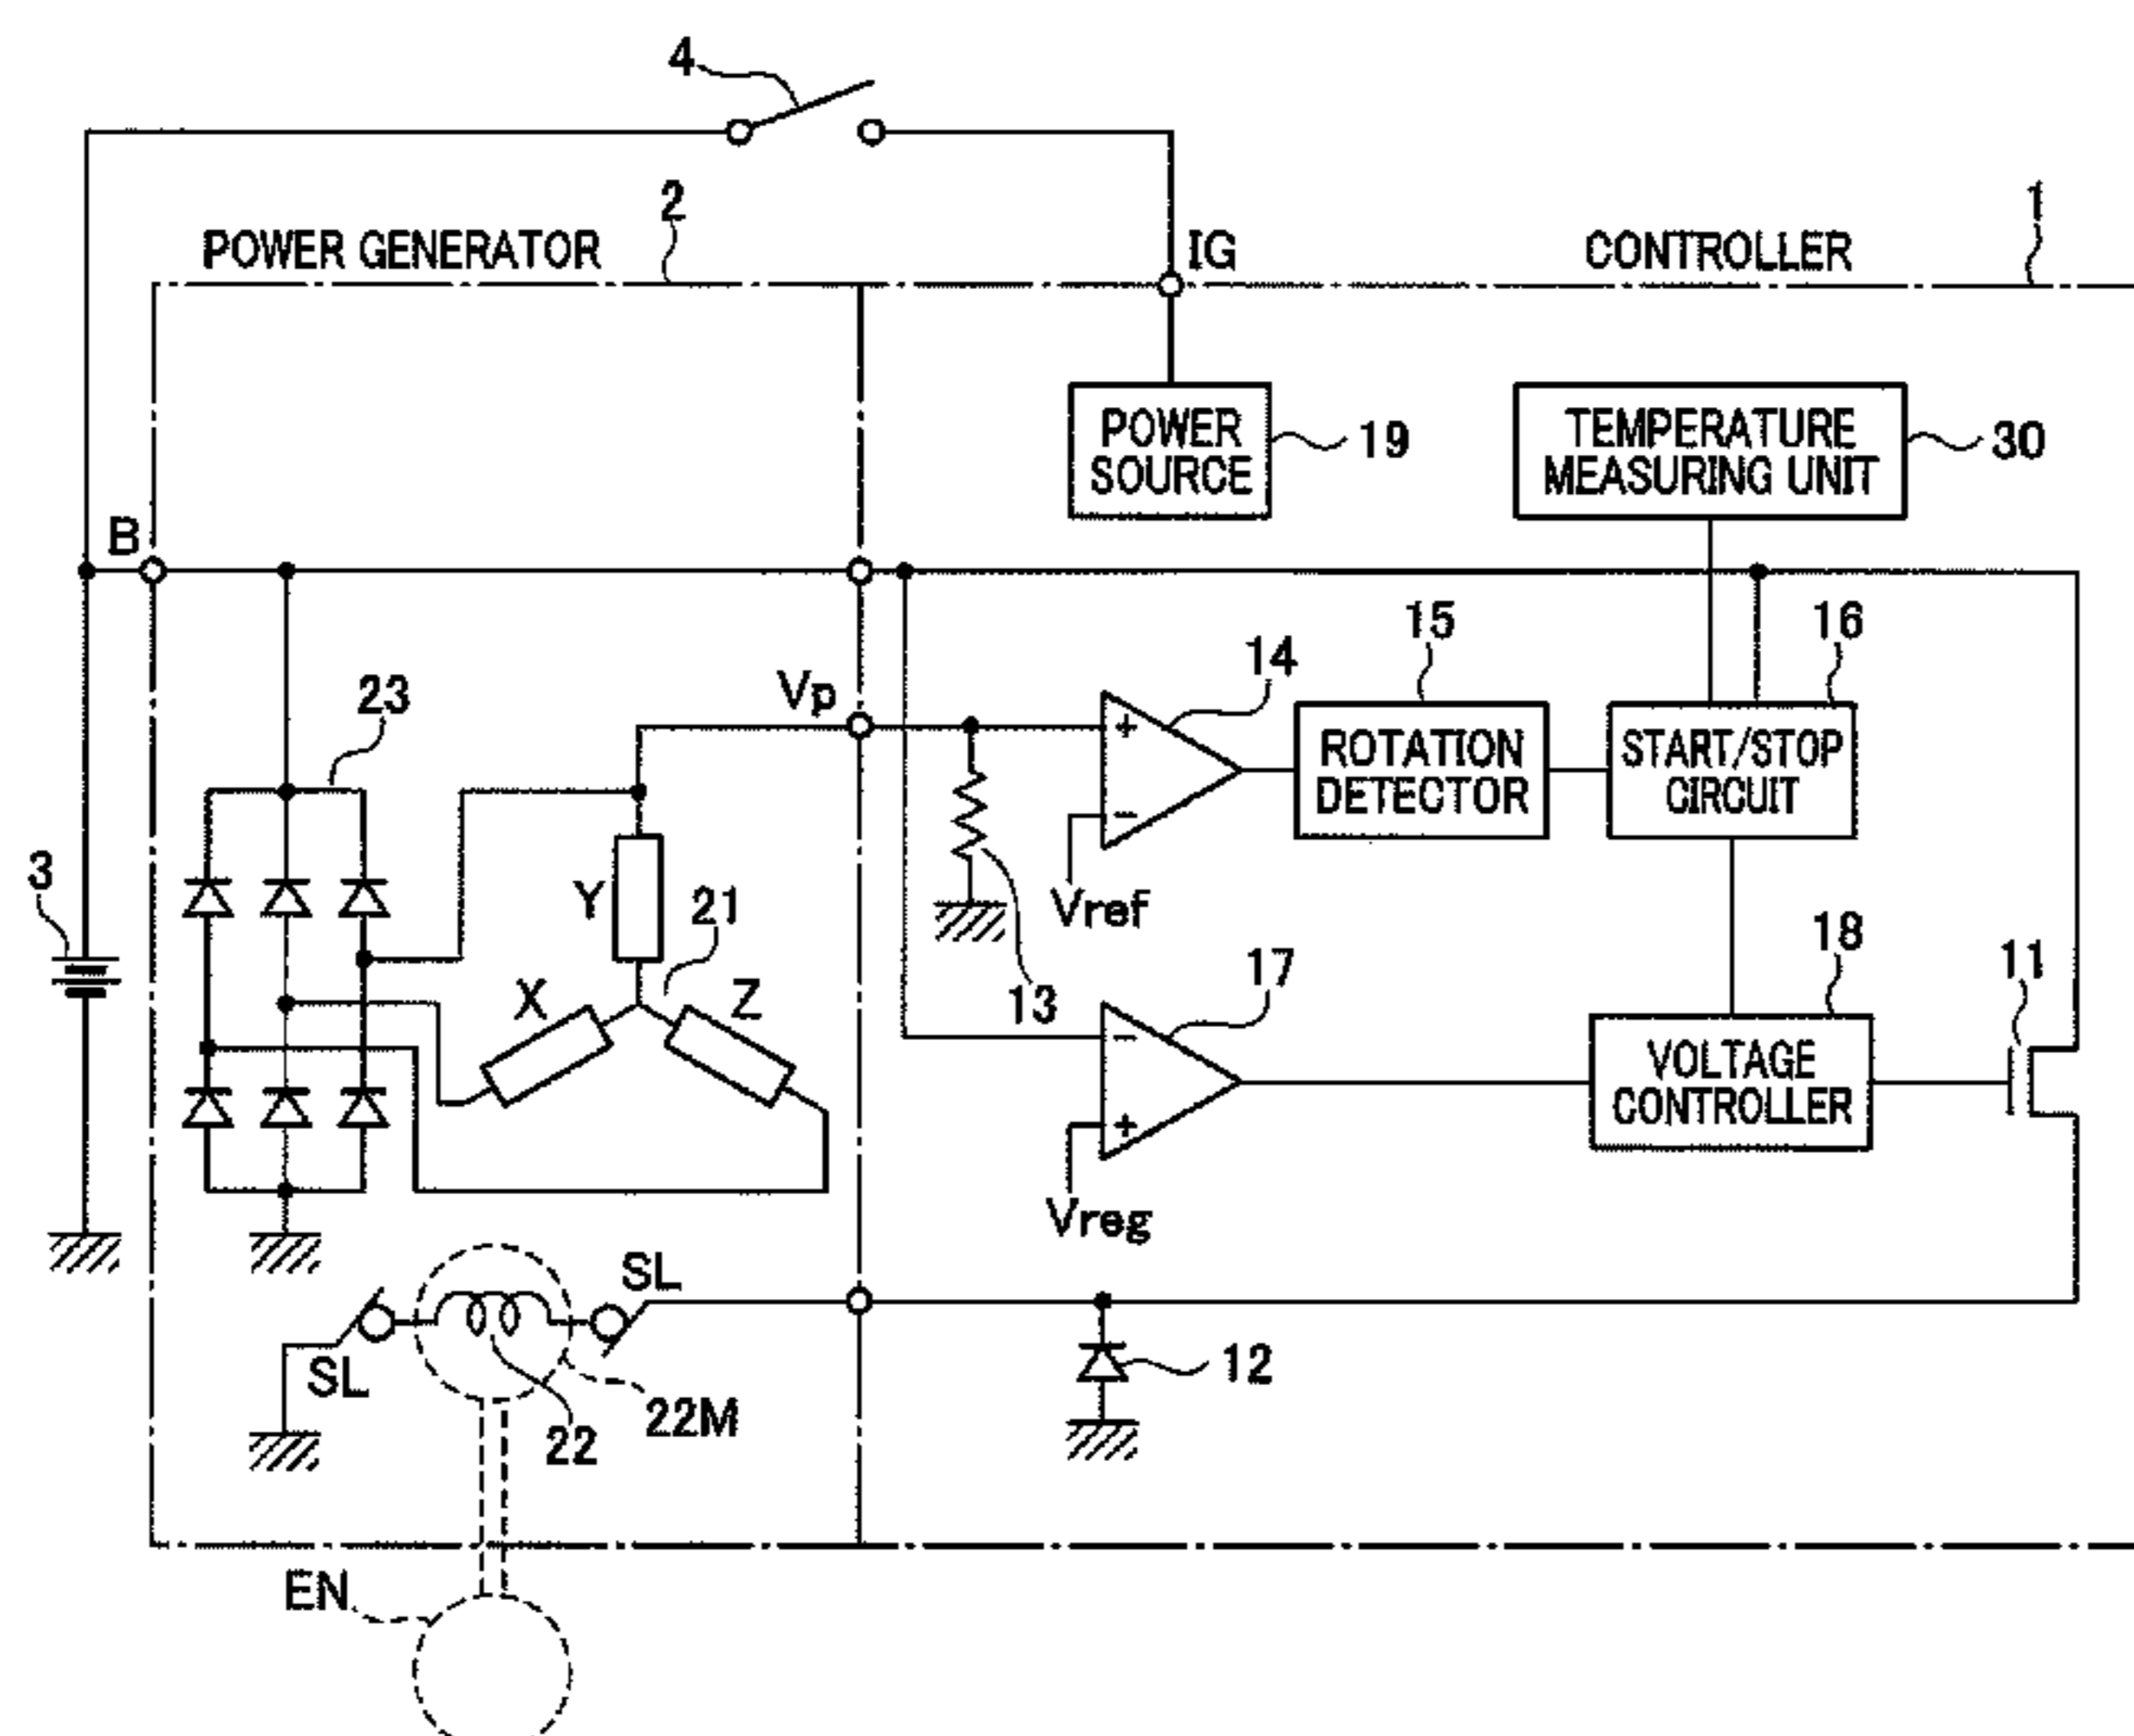 4
2
1
POWER GENERATOR
IG
CONTROLLER
POWER
SOURCE
19
TEMPERATURE
MEASURING UNIT
30
B
15
16
14
23
Vp
+
ROTATION
DETECTOR
START/STOP
CIRCUIT
−
3
Y
21
Vref
18
11
17
X
Z
13
−
VOLTAGE
CONTROLLER
+
Vreg
SL
SL
12
22M
22
EN